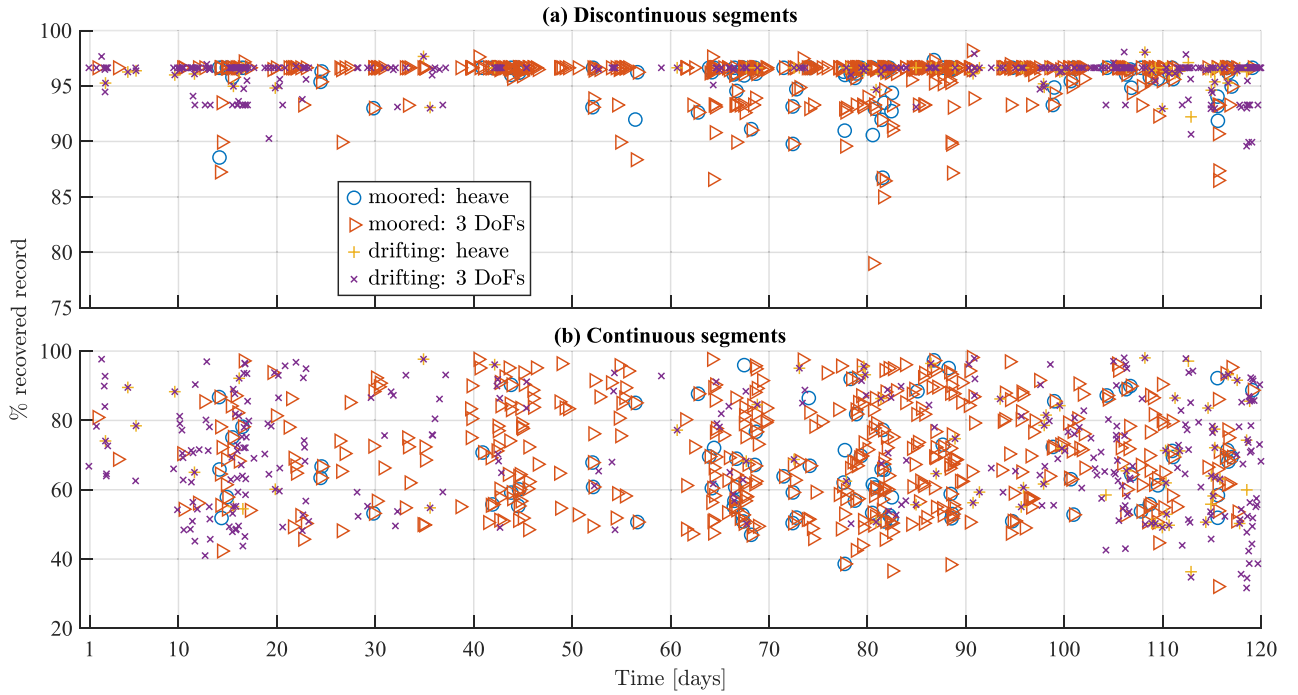 (a) Discontinuous segments
100
95
90
85
80
75
moored: heave
moored: 3 DoFs
drifting: heave
drifting: 3 DoFs
% recovered record
(b) Continuous segments
100
80
60
40
20
1 10 20 30 40 50 60 70 80 90 100 110 120
Time [days]